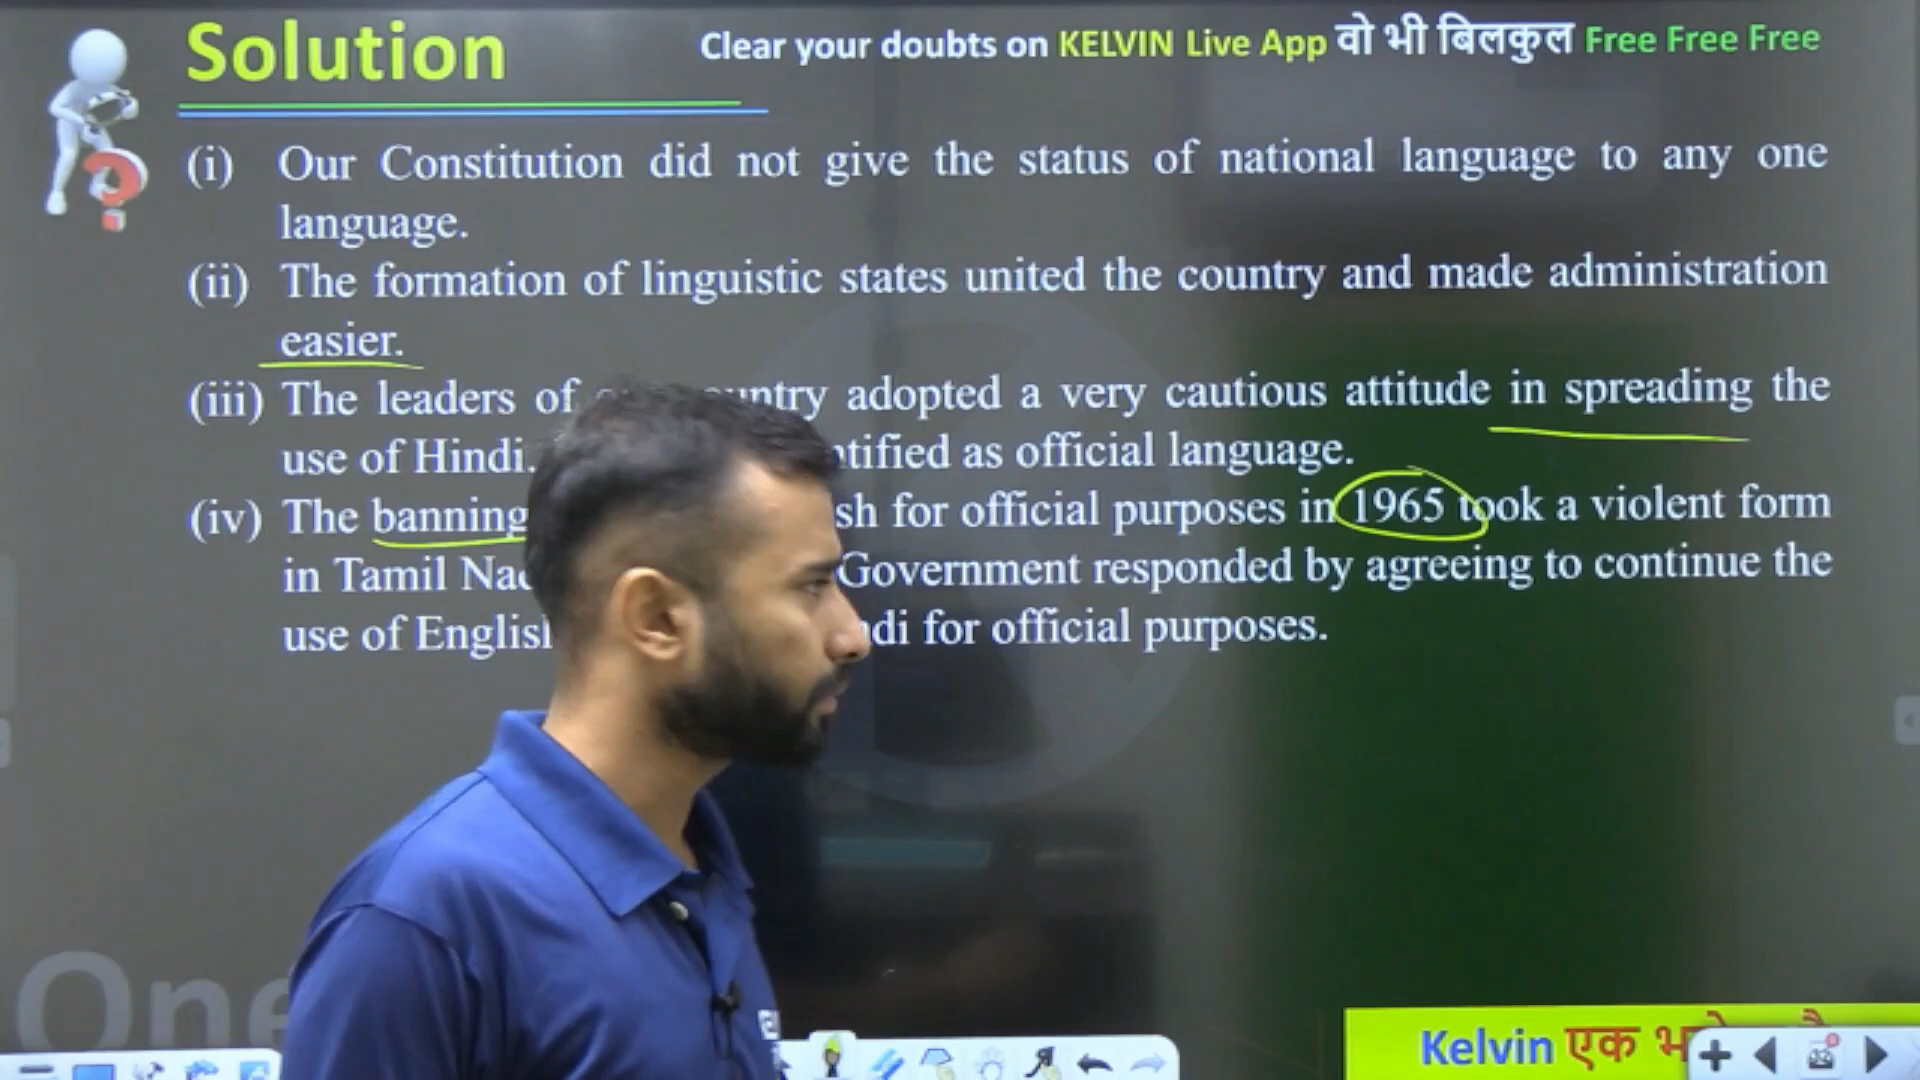 Solution
Clear your doubts on KELVIN Live App वो भी बिलकुल Free Free Free
(i) Our Constitution did not give the status of national language to any one
language.
(ii) The formation of linguistic states united the country and made administration
easier.
(iii) The leaders of country adopted a very cautious attitude in spreading the
use of Hindi. as official language.
(iv) The banning for official purposes in 1965 took a violent form
in Tamil Government responded by agreeing to continue the
use of for official purposes.
One
Kelvin एक